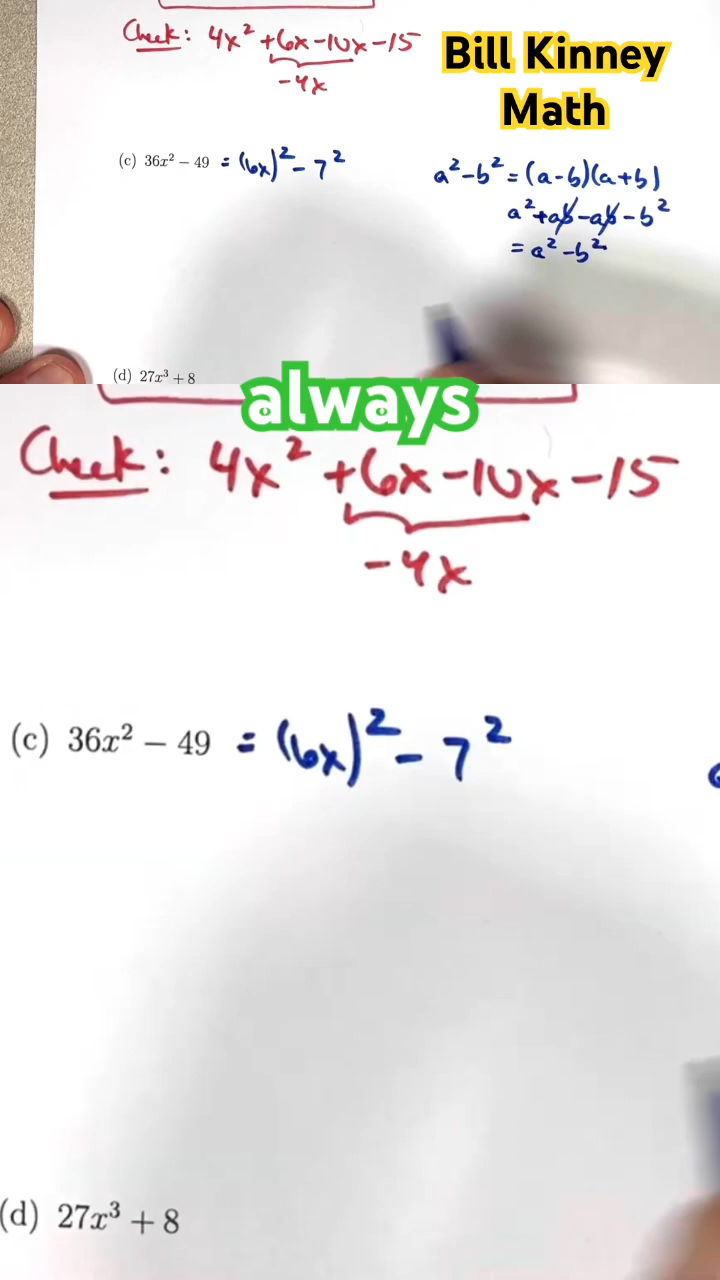 Check: 4x² +6x-10x-15
-4x
Bill Kinney
Math
(c) 36x² – 49 = (6x)² - 7²
a²-b² = (a-b)(a+b)
a²+ab-ab-b²
= a²-b²
(d) 27x³ + 8
always
Check: 4x² +6x-10x-15
-4x
(c) 36x² – 49 = (6x)² - 7²
(d) 27x³ + 8